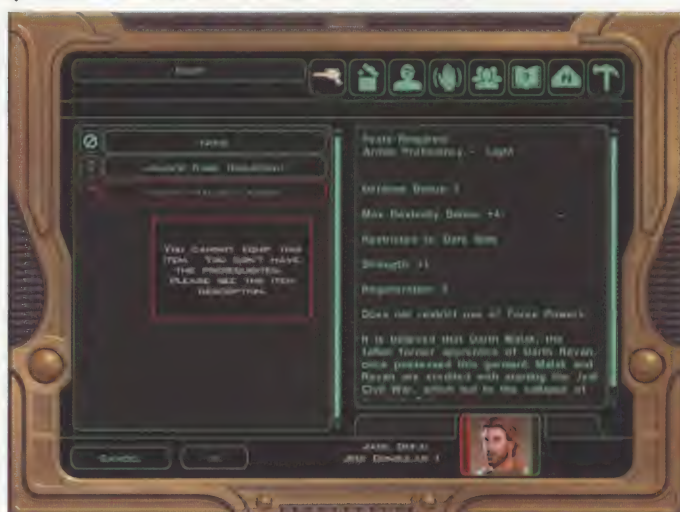 EQUIP
NONE
YOU CANNOT EQUIP THIS
ITEM. YOU DON'T HAVE
THE PREREQUISITES.
PLEASE SEE THE ITEM
DESCRIPTION.
Feats Required:
Armor Proficiency - Light
Defense Bonus:
Max Dexterity Bonus: +4
Restricted to: Dark Side
Strength: +1
Regeneration:
Does not restrict use of Force Powers
It is believed that Darth Malak, the
fallen former apprentice of Darth Revan,
once possessed this garment. Malak and
Revan are credited with starting the Jedi
Civil War, which led to the collapse of
CANCEL
OK
JEDI CONSULAR